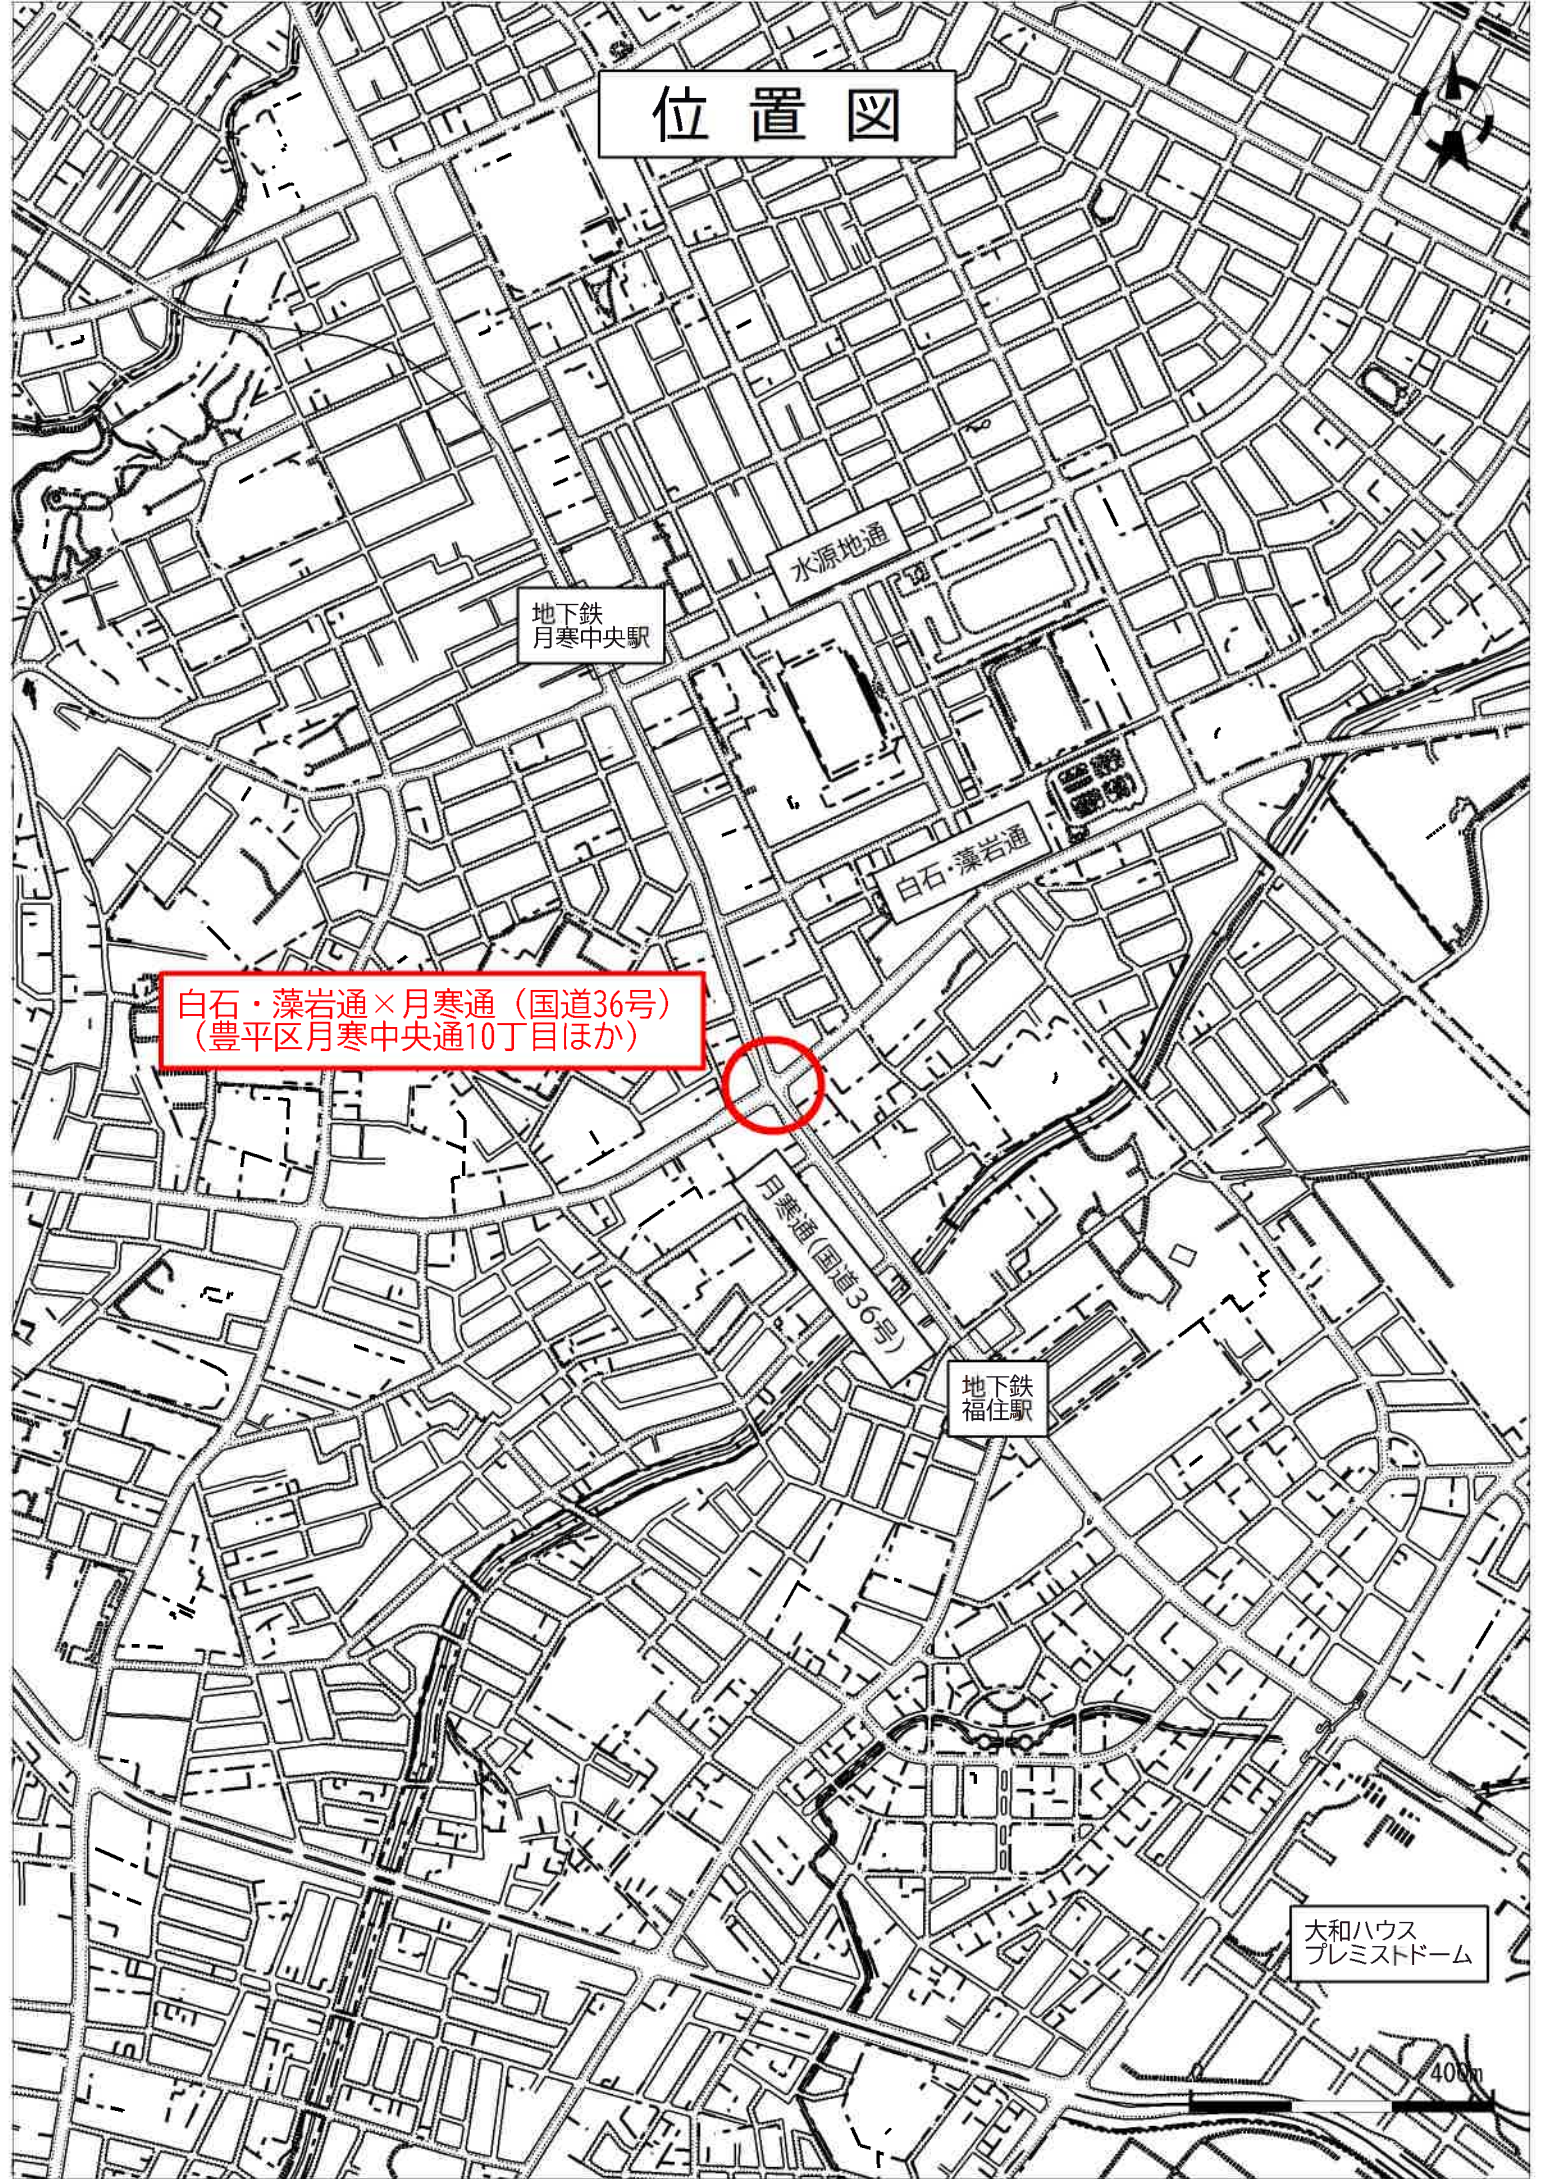 位置図
水源地通
地下鉄
月寒中央駅
白石・藻岩通
白石・藻岩通×月寒通（国道36号）
（豊平区月寒中央通10丁目ほか）
月寒通（国道36号）
地下鉄
福住駅
大和ハウス
プレミストドーム
400m